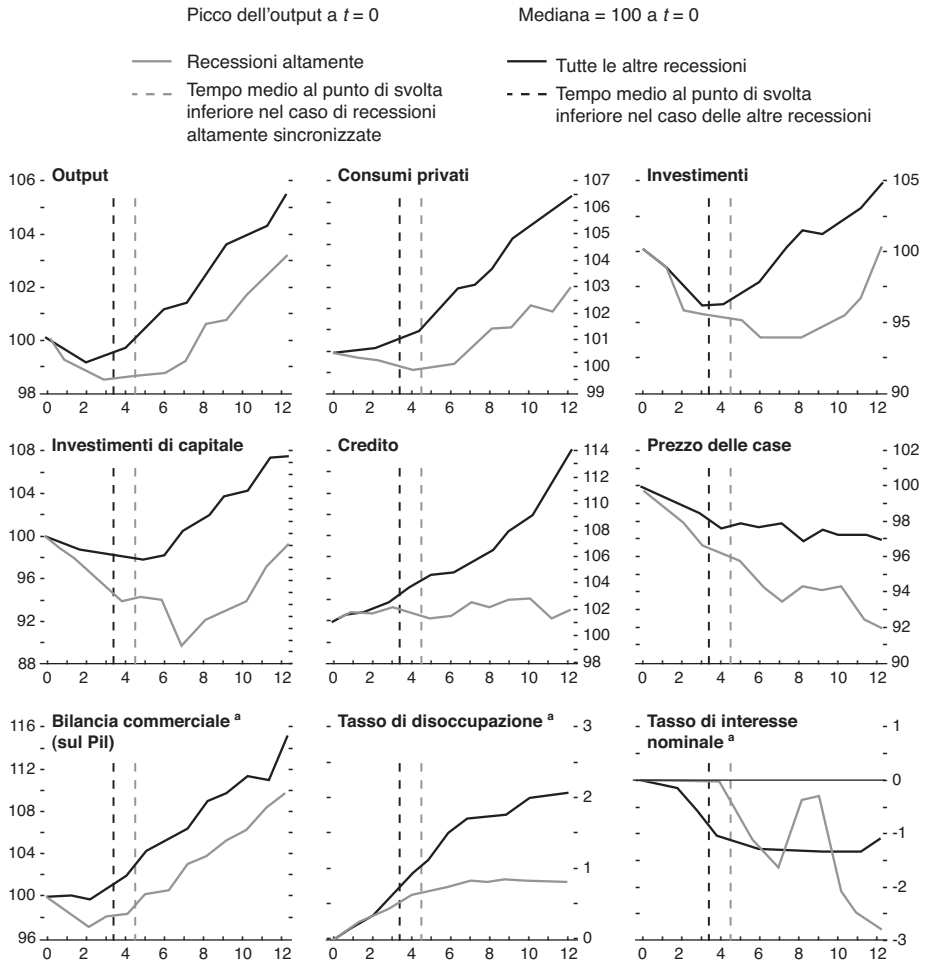 Picco dell'output a t = 0
Mediana = 100 a t = 0
Recessioni altamente
Tempo medio al punto di svolta
inferiore nel caso di recessioni
altamente sincronizzate
Tutte le altre recessioni
Tempo medio al punto di svolta
inferiore nel caso delle altre recessioni
Output
106
104
102
100
98
0 2 4 6 8 10 12
Consumi privati
107
106
105
104
103
102
101
100
99
0 2 4 6 8 10 12
Investimenti
105
100
95
90
0 2 4 6 8 10 12
Investimenti di capitale
108
104
100
96
92
88
0 2 4 6 8 10 12
Credito
114
112
110
108
106
104
102
100
98
0 2 4 6 8 10 12
Prezzo delle case
102
100
98
96
94
92
90
0 2 4 6 8 10 12
Bilancia commerciale a
(sul Pil)
116
112
108
104
100
96
0 2 4 6 8 10 12
Tasso di disoccupazione a
3
2
1
0
0 2 4 6 8 10 12
Tasso di interesse
nominale a
1
0
-1
-2
-3
0 2 4 6 8 10 12